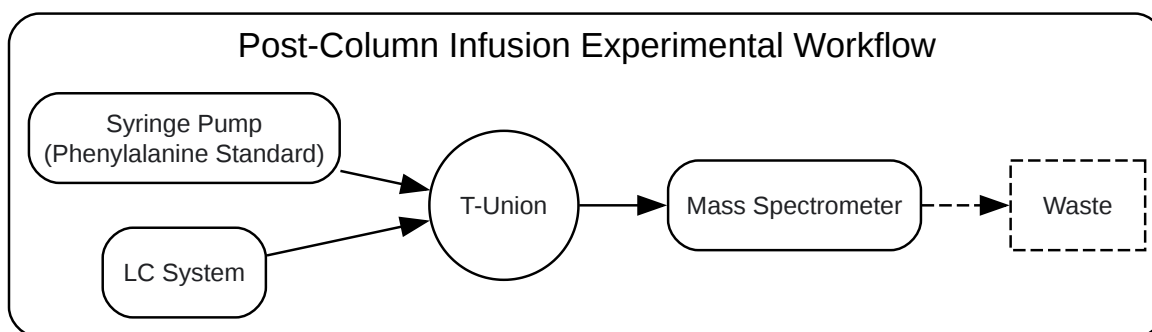 Post-Column Infusion Experimental Workflow
Syringe Pump
(Phenylalanine Standard)
T-Union
Mass Spectrometer
Waste
LC System